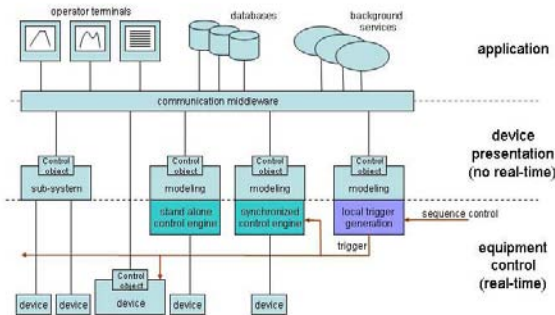 operator terminals
databases
background
services
application
communication middleware
device
presentation
(no real-time)
Control
object
Control
object
Control
object
Control
object
sub-system
modeling
modeling
modeling
stand alone
control engine
synchronized
control engine
local trigger
generation
sequence control
trigger
equipment
control
(real-time)
Control
object
device
device
device
device
device